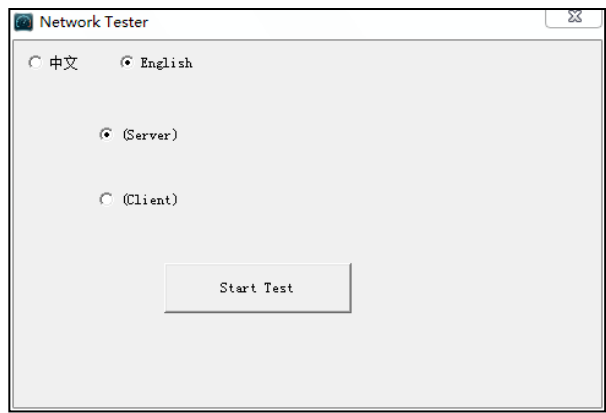 Network Tester
中文 English
(Server)
(Client)
Start Test